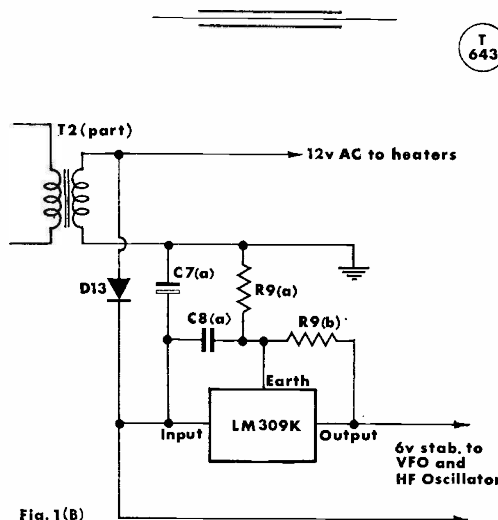 T
643
T2(part)
12v AC to heaters
C7(a)
D13
R9(a)
C8(a)
R9(b)
Earth
Input
LM309K
Output
6v stab. to
VFO and
HF Oscillator
Fig. 1(B)